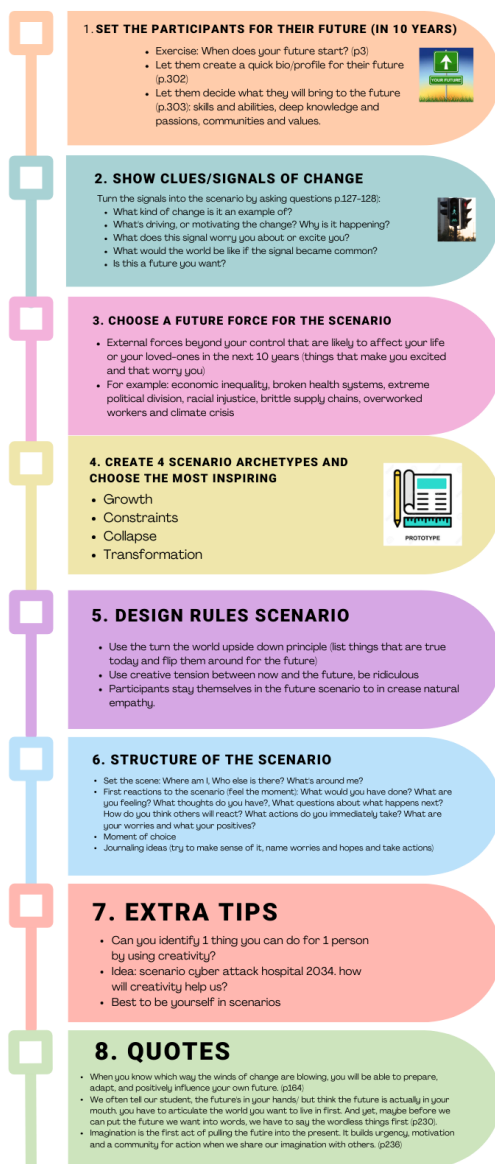 1. SET THE PARTICIPANTS FOR THEIR FUTURE (IN 10 YEARS)
• Exercise: When does your future start? (p3)
• Let them create a quick bio/profile for their future
(p.302)
• Let them decide what they will bring to the future
(p.303): skills and abilities, deep knowledge and
passions, communities and values.
YOUR FUTURE
2. SHOW CLUES/SIGNALS OF CHANGE
Turn the signals into the scenario by asking questions p.127-128):
• What kind of change is it an example of?
• What's driving, or motivating the change? Why is it happening?
• What does this signal worry you about or excite you?
• What would the world be like if the signal became common?
• Is this a future you want?
3. CHOOSE A FUTURE FORCE FOR THE SCENARIO
• External forces beyond your control that are likely to affect your life
or your loved-ones in the next 10 years (things that make you excited
and that worry you)
• For example: economic inequality, broken health systems, extreme
political division, racial injustice, brittle supply chains, overworked
workers and climate crisis
4. CREATE 4 SCENARIO ARCHETYPES AND
CHOOSE THE MOST INSPIRING
• Growth
• Constraints
• Collapse
• Transformation
PROTOTYPE
5. DESIGN RULES SCENARIO
• Use the turn the world upside down principle (list things that are true
today and flip them around for the future)
• Use creative tension between now and the future, be ridiculous
• Participants stay themselves in the future scenario to in crease natural
empathy.
6. STRUCTURE OF THE SCENARIO
• Set the scene: Where am I, Who else is there? What's around me?
• First reactions to the scenario (feel the moment): What would you have done? What are
you feeling? What thoughts do you have?, What questions about what happens next?
How do you think others will react? What actions do you immediately take? What are
your worries and what your positives?
• Moment of choice
• Journaling ideas (try to make sense of it, name worries and hopes and take actions)
7. EXTRA TIPS
• Can you identify 1 thing you can do for 1 person
by using creativity?
• Idea: scenario cyber attack hospital 2034. how
will creativity help us?
• Best to be yourself in scenarios
8. QUOTES
• When you know which way the winds of change are blowing, you will be able to prepare,
adapt, and positively influence your own future. (p164)
• We often tell our student, the future's in your hands/ but think the future is actually in your
mouth. you have to articulate the world you want to live in first. And yet, maybe before we
can put the future we want into words, we have to say the wordless things first (p230).
• Imagination is the first act of pulling the futire into the present. It builds urgency, motivation
and a community for action when we share our imagination with others. (p236)